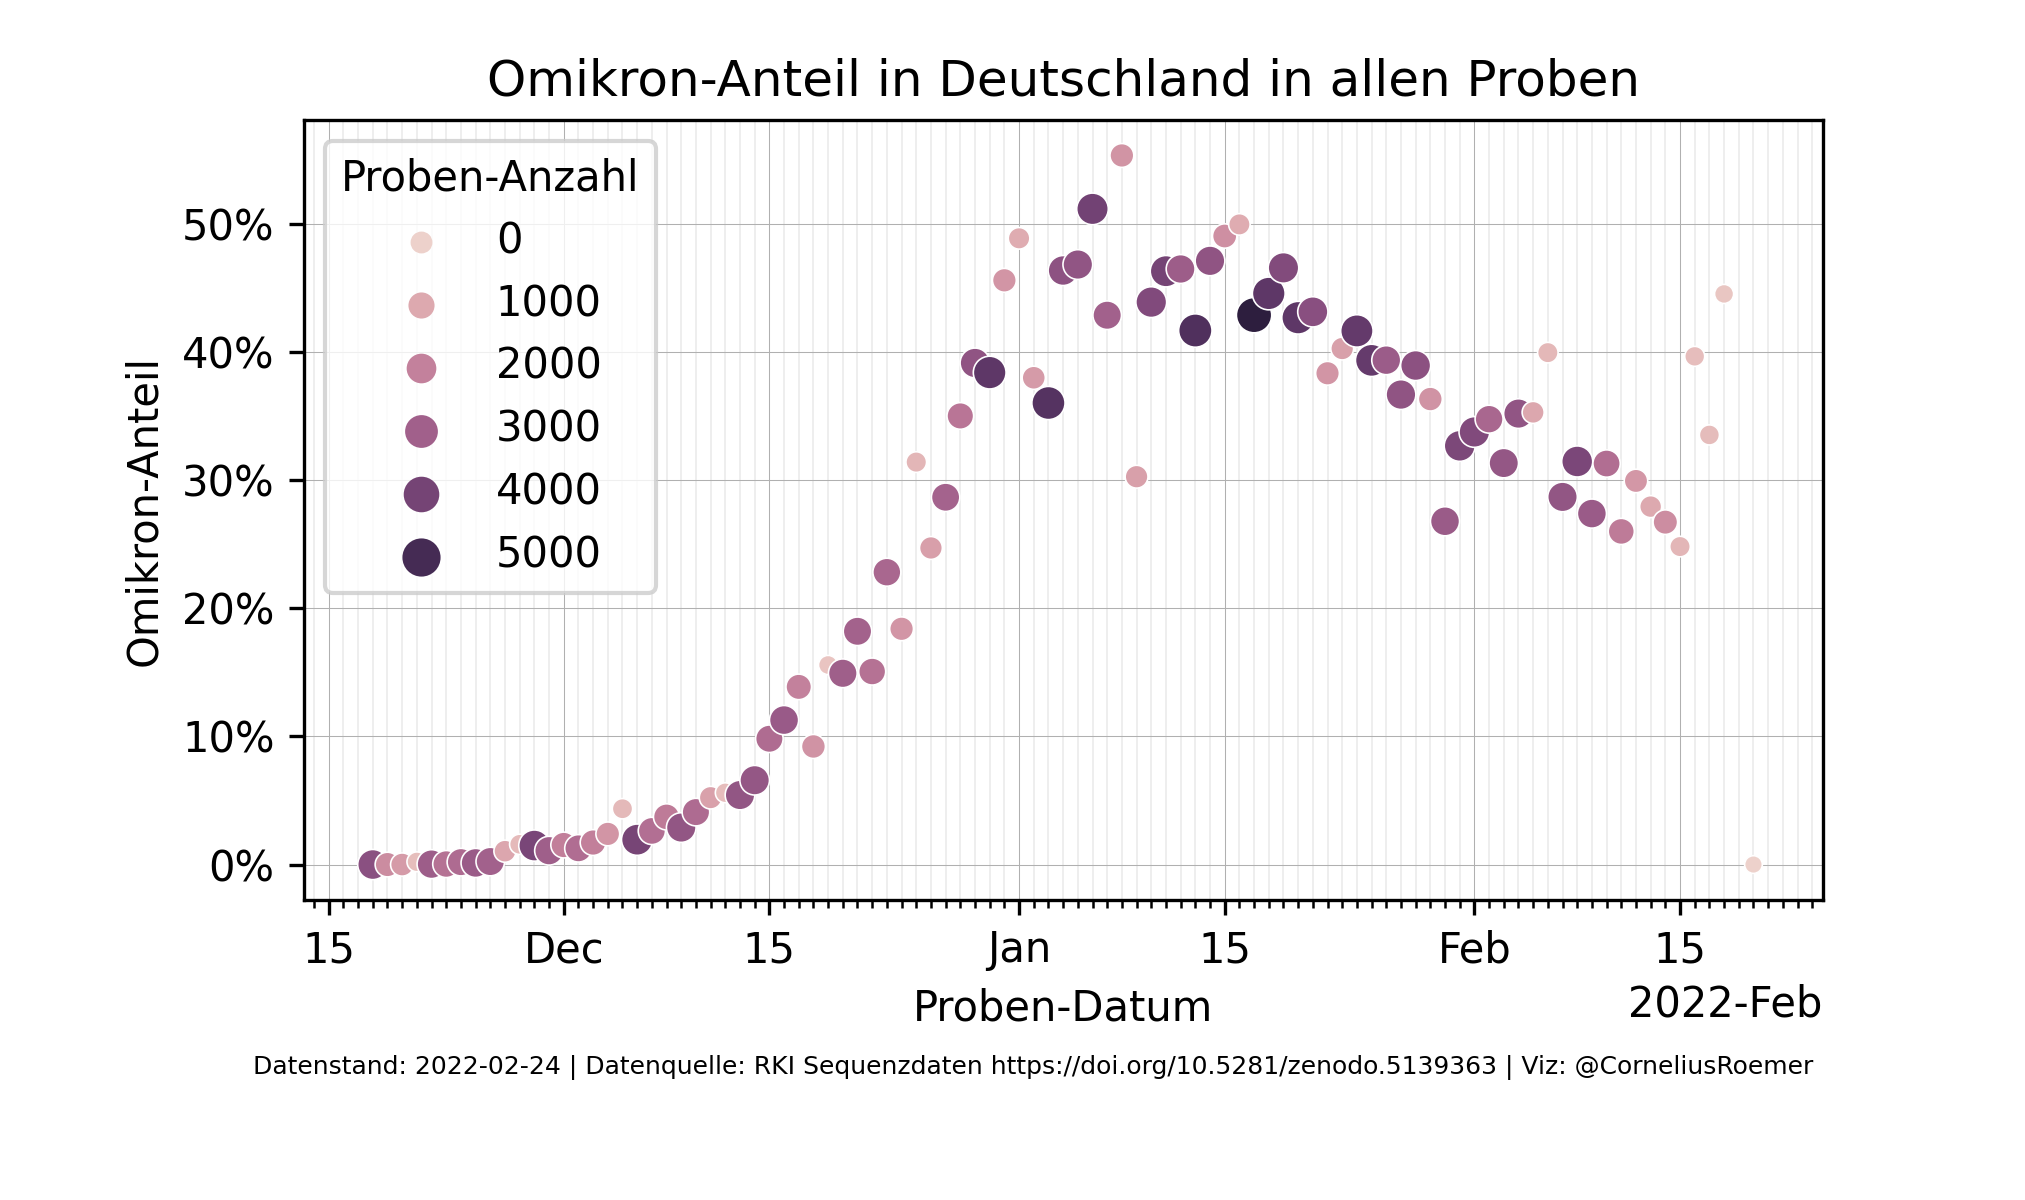 Omikron-Anteil in Deutschland in allen Proben
Proben-Anzahl
0
1000
2000
3000
4000
5000
Omikron-Anteil
50%
40%
30%
20%
10%
0%
15 Dec 15 Jan 15 Feb 15
2022-Feb
Proben-Datum
Datenstand: 2022-02-24 | Datenquelle: RKI Sequenzdaten https://doi.org/10.5281/zenodo.5139363 | Viz: @CorneliusRoemer